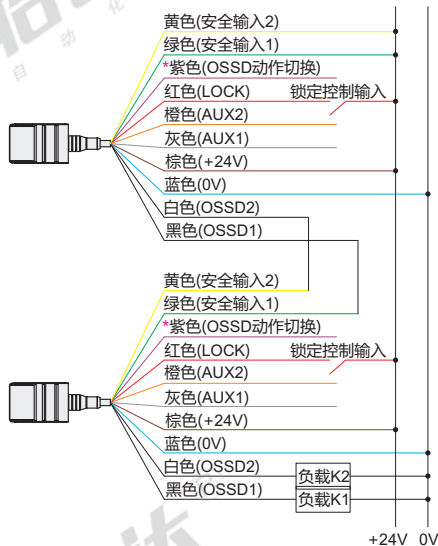 黄色(安全输入2)
绿色(安全输入1)
*紫色(OSSD动作切换)
红色(LOCK) 锁定控制输入
橙色(AUX2)
灰色(AUX1)
棕色(+24V)
蓝色(0V)
白色(OSSD2)
黑色(OSSD1)
黄色(安全输入2)
绿色(安全输入1)
*紫色(OSSD动作切换)
红色(LOCK) 锁定控制输入
橙色(AUX2)
灰色(AUX1)
棕色(+24V)
蓝色(0V)
白色(OSSD2) 负载K2
黑色(OSSD1) 负载K1
+24V 0V
自动化